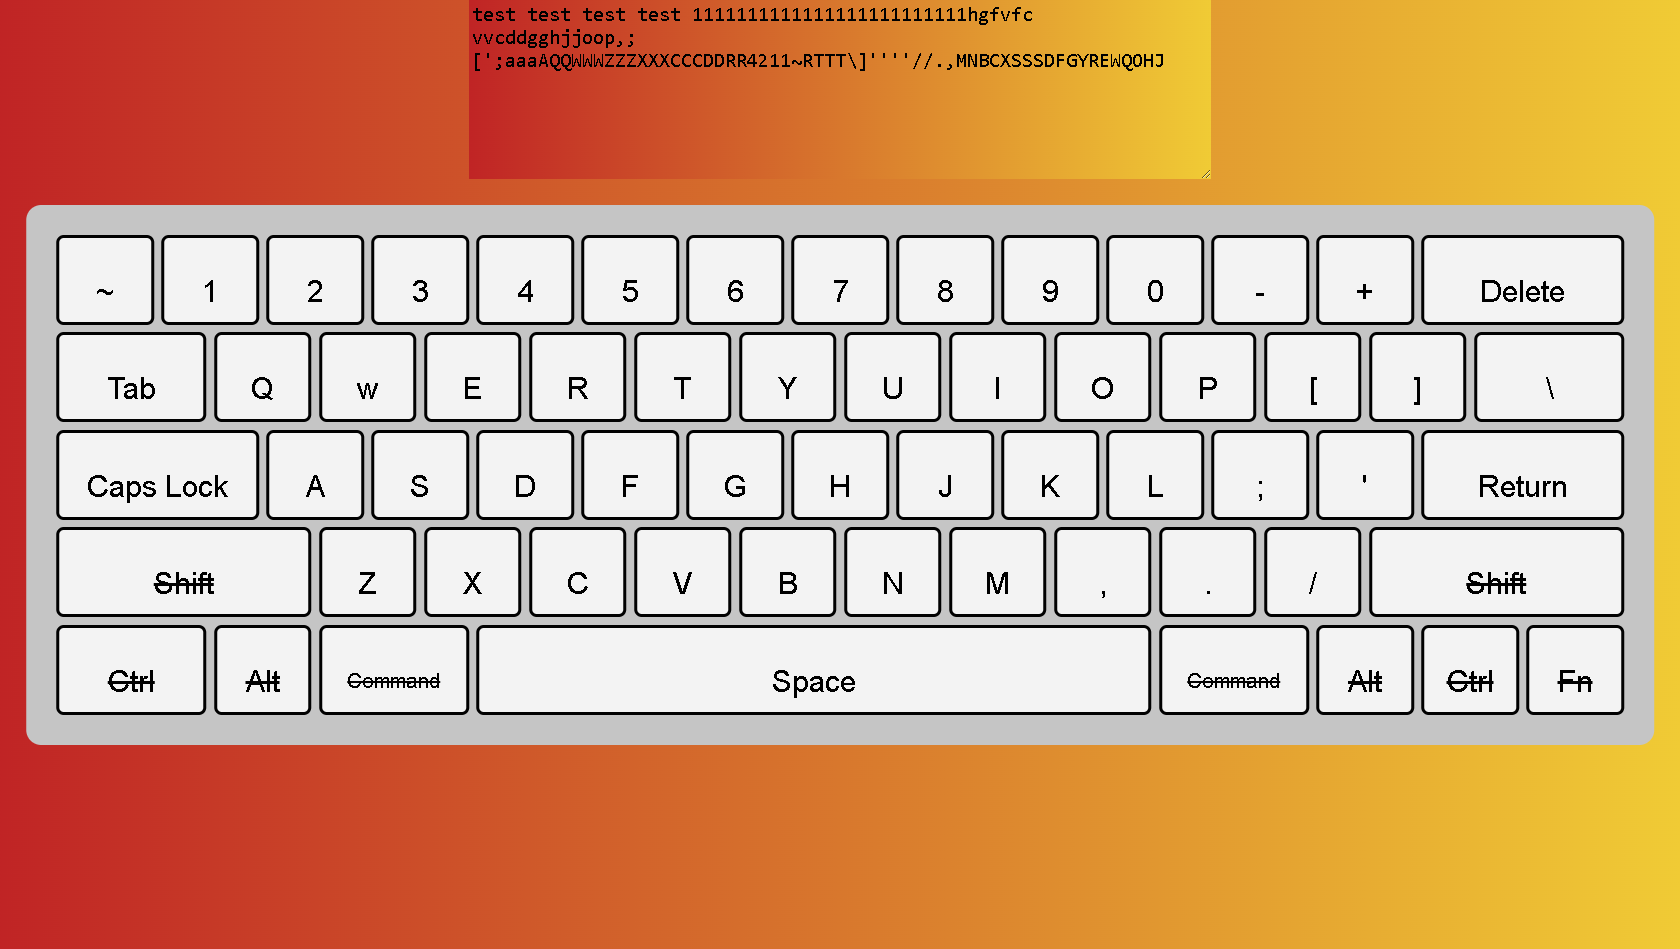 test test test test 1111111111111111111111111hgfvfc
vvcddgghjjoop,;
[';aaaAQQWWWZZZXXXCCCDDRR4211~RTTT\]''''//.,MNBCXSSSDFGYREWQOHJ
~ 1 2 3 4 5 6 7 8 9 0 - + Delete
Tab Q w E R T Y U I O P [ ] \
Caps Lock A S D F G H J K L ; ' Return
Shift Z X C V B N M , . / Shift
Ctrl Alt Command Space Command Alt Ctrl Fn